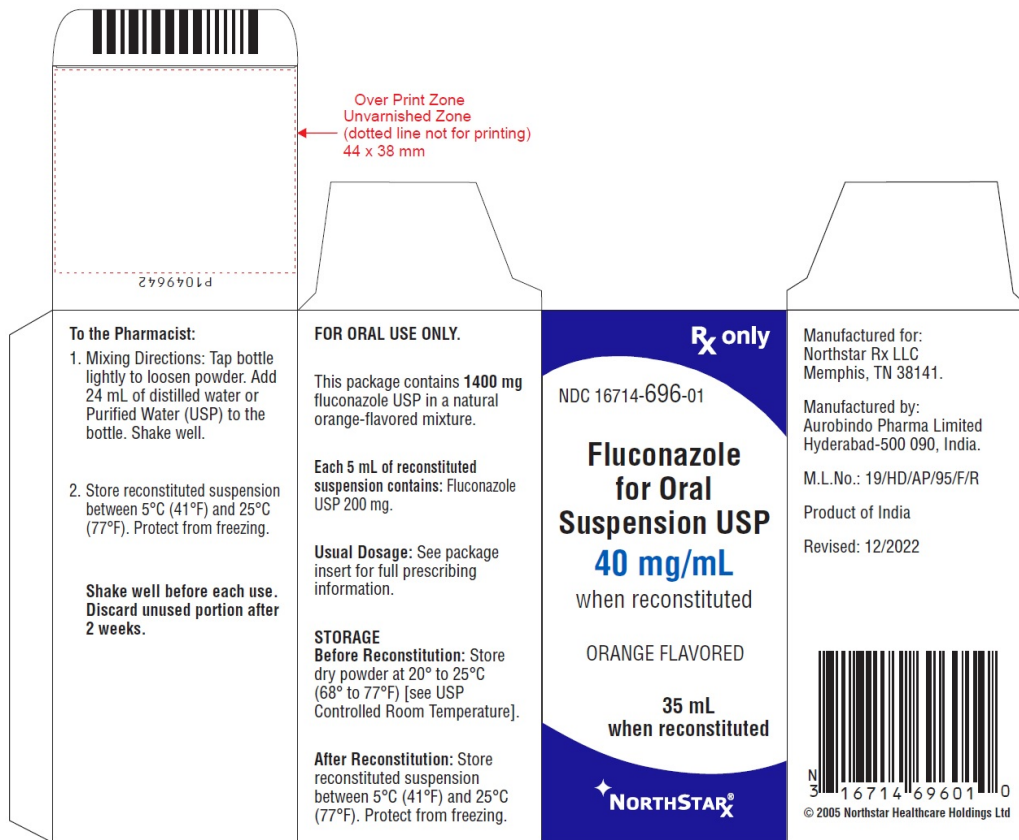 Over Print Zone
Unvarnished Zone
(dotted line not for printing)
44 x 38 mm
P1049642
To the Pharmacist:
1. Mixing Directions: Tap bottle
lightly to loosen powder. Add
24 mL of distilled water or
Purified Water (USP) to the
bottle. Shake well.
2. Store reconstituted suspension
between 5°C (41°F) and 25°C
(77°F). Protect from freezing.
Shake well before each use.
Discard unused portion after
2 weeks.
FOR ORAL USE ONLY.
This package contains 1400 mg
fluconazole USP in a natural
orange-flavored mixture.
Each 5 mL of reconstituted
suspension contains: Fluconazole
USP 200 mg.
Usual Dosage: See package
insert for full prescribing
information.
STORAGE
Before Reconstitution: Store
dry powder at 20° to 25°C
(68° to 77°F) [see USP
Controlled Room Temperature].
After Reconstitution: Store
reconstituted suspension
between 5°C (41°F) and 25°C
(77°F). Protect from freezing.
Rx only
NDC 16714-696-01
Fluconazole
for Oral
Suspension USP
40 mg/mL
when reconstituted
ORANGE FLAVORED
35 mL
when reconstituted
NORTHSTARx®
Manufactured for:
Northstar Rx LLC
Memphis, TN 38141.
Manufactured by:
Aurobindo Pharma Limited
Hyderabad-500 090, India.
M.L.No.: 19/HD/AP/95/F/R
Product of India
Revised: 12/2022
N
3 16714 69601 0
© 2005 Northstar Healthcare Holdings Ltd